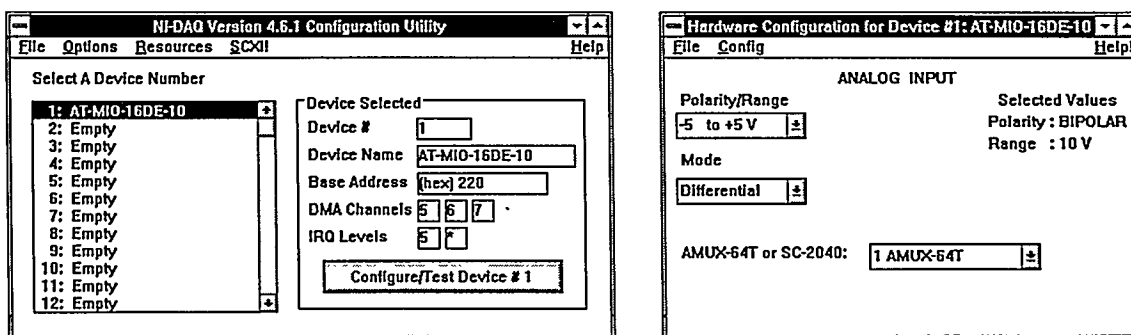 NI-DAQ Version 4.6.1 Configuration Utility
File Options Resources SCXI! Help
Select A Device Number
1: AT-MIO-16DE-10
2: Empty
3: Empty
4: Empty
5: Empty
6: Empty
7: Empty
8: Empty
9: Empty
10: Empty
11: Empty
12: Empty
Device Selected
Device # 1
Device Name AT-MIO-16DE-10
Base Address (hex) 220
DMA Channels 5 6 7
IRQ Levels 5 *
Configure/Test Device # 1
Hardware Configuration for Device #1: AT-MIO-16DE-10
File Config Help!
ANALOG INPUT
Polarity/Range
-5 to +5 V
Mode
Differential
Selected Values
Polarity : BIPOLAR
Range : 10 V
AMUX-64T or SC-2040: 1 AMUX-64T